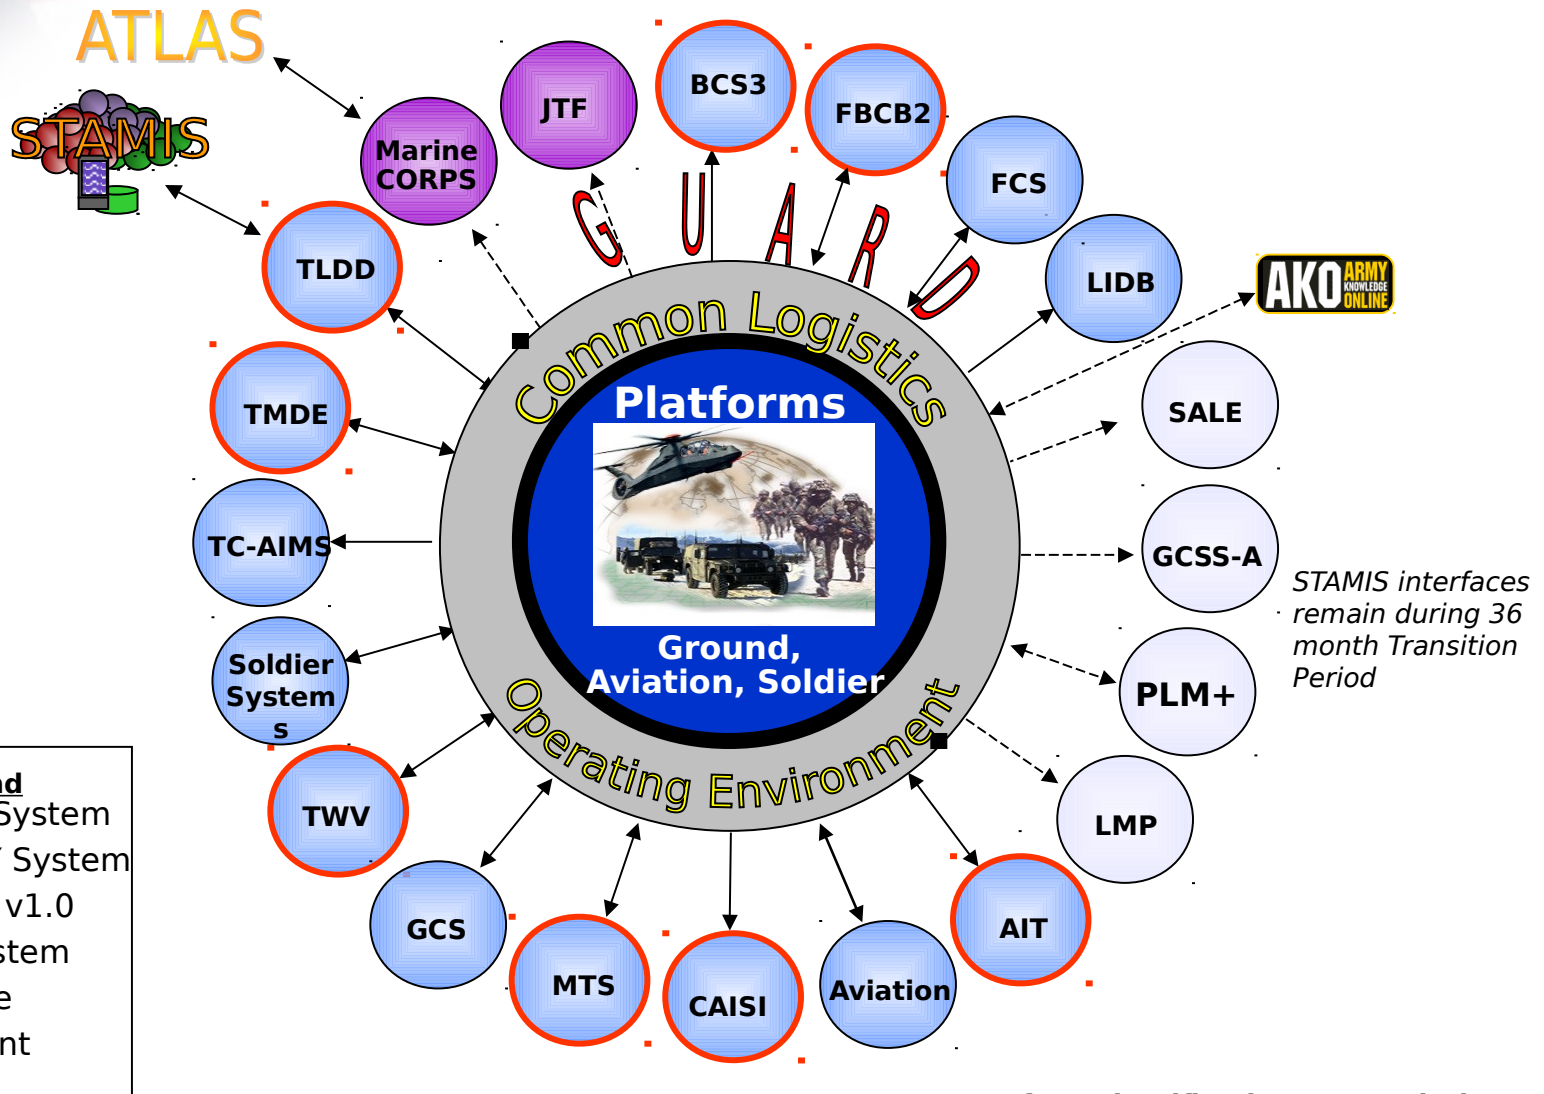 ATLAS
STAMIS
Marine
CORPS
JTF
BCS3
FBCB2
FCS
LIDB
GUARD
AKO ARMY
KNOWLEDGE
ONLINE
TLDD
TMDE
TC-AIMS
Soldier
System
s
TWV
GCS
MTS
CAISI
Aviation
AIT
LMP
PLM+
GCSS-A
SALE
Common Logistics
Operating Environment
Platforms
Ground,
Aviation, Soldier
STAMIS interfaces
remain during 36
month Transition
Period
System
System
v1.0